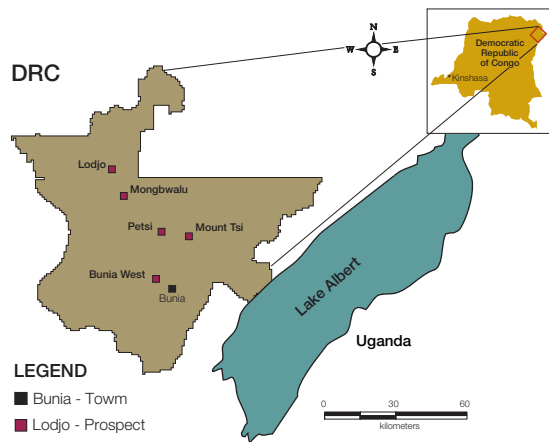 N
W E
S
Democratic
Republic
of Congo
Kinshasa
DRC
Lodjo
Mongbwalu
Petsi
Mount Tsi
Bunia West
Bunia
Lake Albert
Uganda
LEGEND
Bunia - Towm
Lodjo - Prospect
0 15 30 60
kilometers